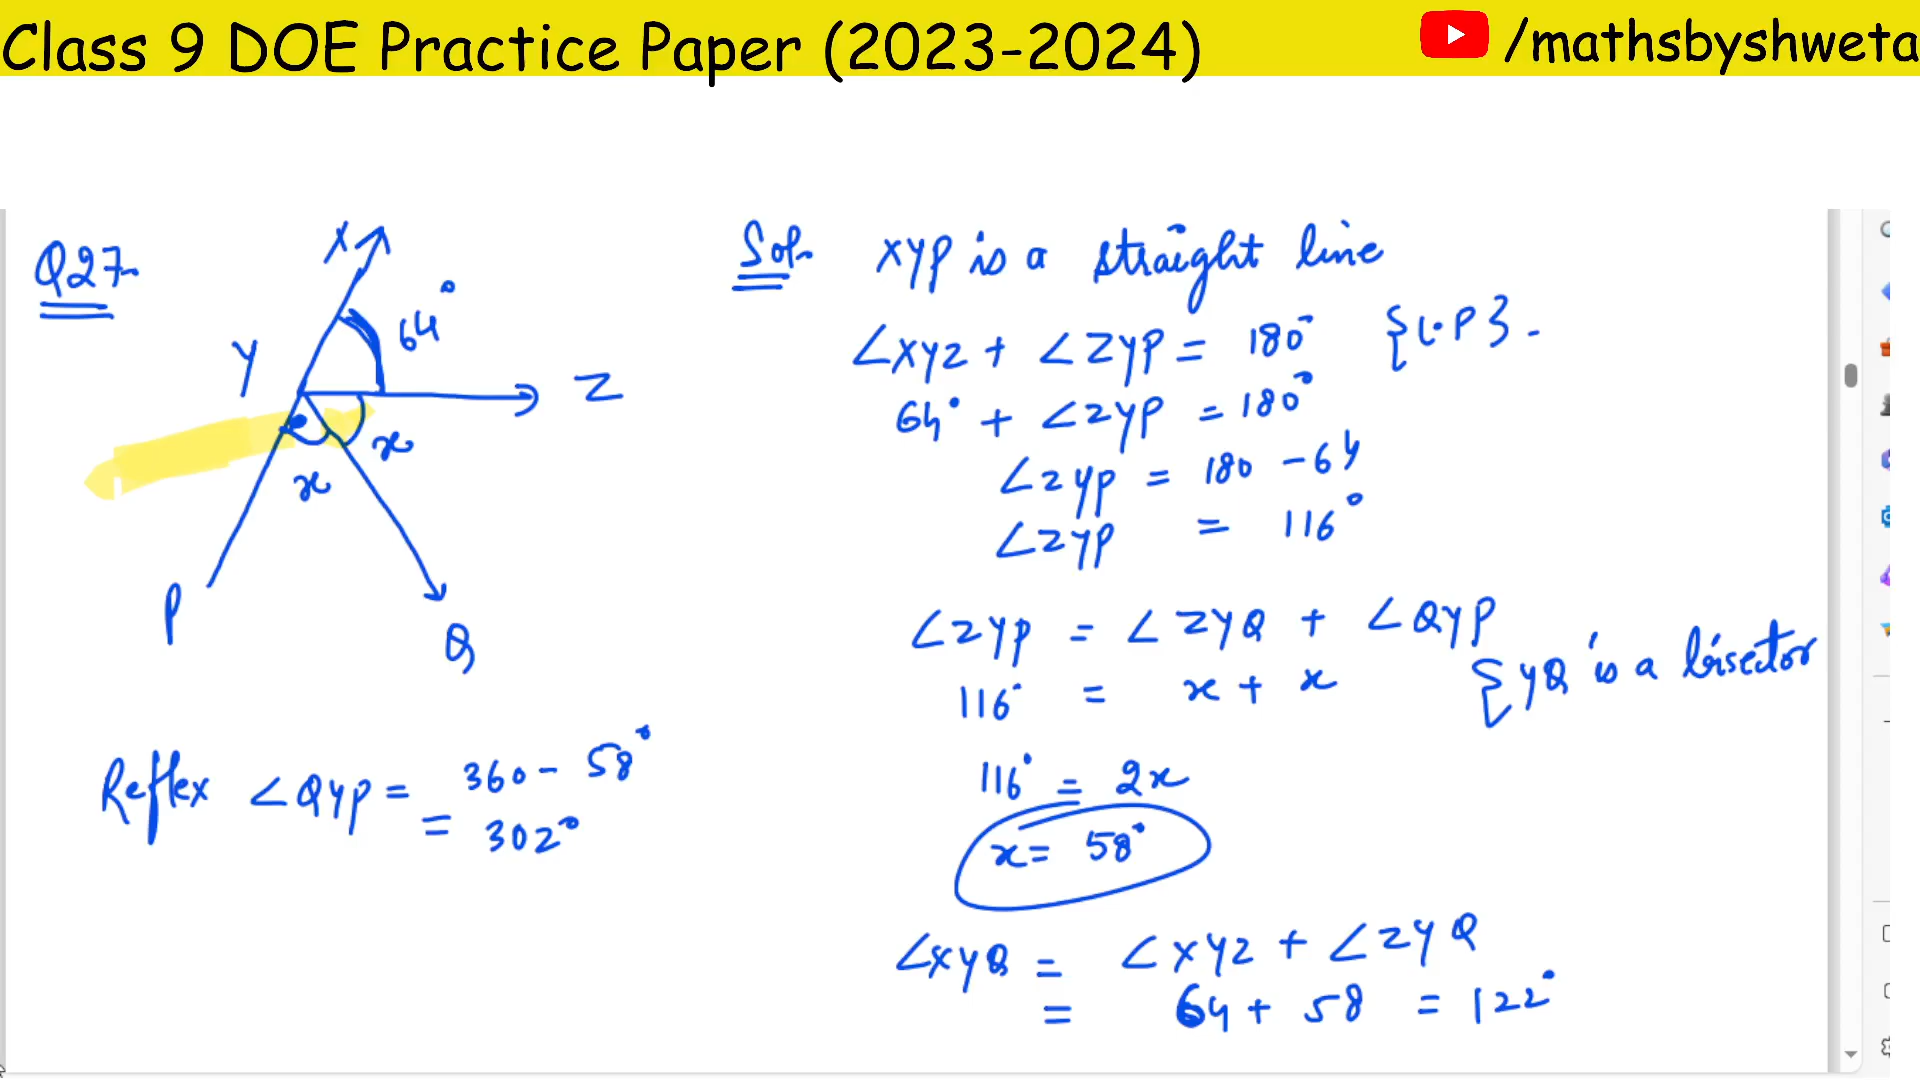 Class 9 DOE Practice Paper (2023-2024)
/mathsbyshweta
Q27-
X
64°
Y
Z
x
x
P
Q
Reflex ∠QYP = 360 - 58°
= 302°
Sol- XYP is a straight line
∠XYZ + ∠ZYP = 180° {L.P}.
64° + ∠ZYP = 180°
∠ZYP = 180 - 64
∠ZYP = 116°
∠ZYP = ∠ZYQ + ∠QYP
116° = x + x {YQ is a bisector
116° = 2x
x = 58°
∠XYQ = ∠XYZ + ∠ZYQ
= 64 + 58 = 122°